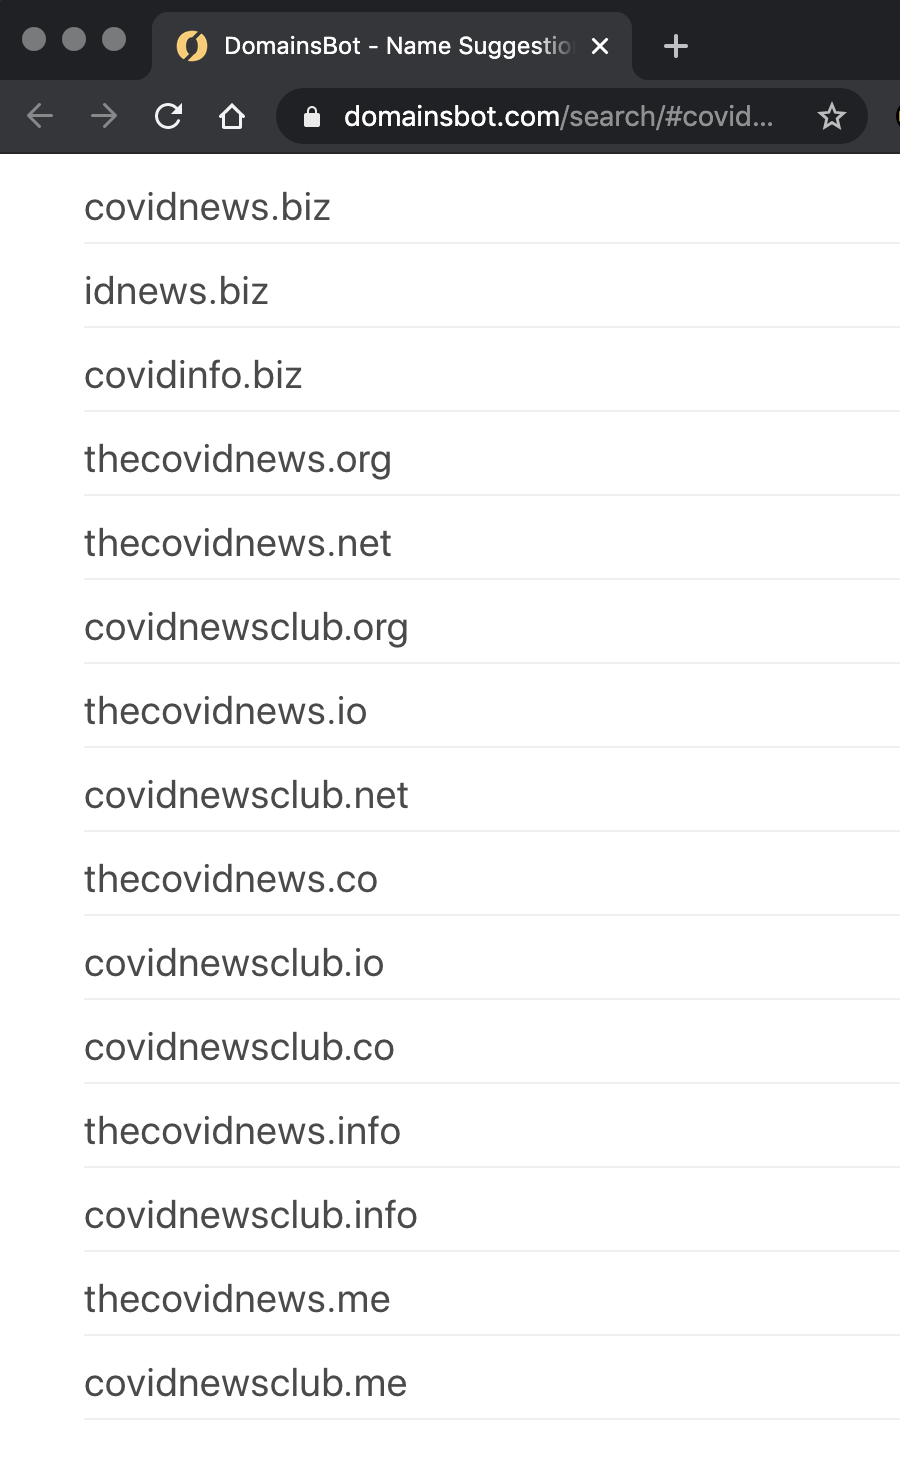 DomainsBot - Name Suggestio
domainsbot.com/search/#covid...
covidnews.biz
idnews.biz
covidinfo.biz
thecovidnews.org
thecovidnews.net
covidnewsclub.org
thecovidnews.io
covidnewsclub.net
thecovidnews.co
covidnewsclub.io
covidnewsclub.co
thecovidnews.info
covidnewsclub.info
thecovidnews.me
covidnewsclub.me